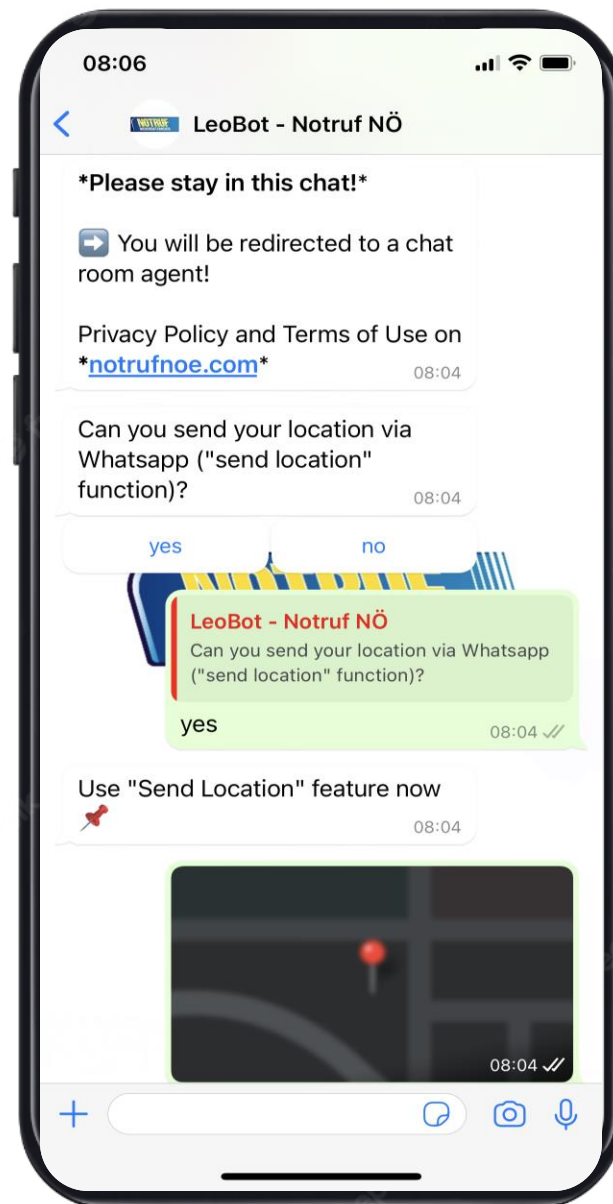 08:06
NOTRUF
LeoBot - Notruf NÖ
*Please stay in this chat!*
➡️ You will be redirected to a chat
room agent!
Privacy Policy and Terms of Use on
*notrufnoe.com*
08:04
Can you send your location via
Whatsapp ("send location"
function)?
08:04
yes
no
NOTRUF
LeoBot - Notruf NÖ
Can you send your location via Whatsapp
("send location" function)?
yes
08:04
Use "Send Location" feature now
📌
08:04
08:04